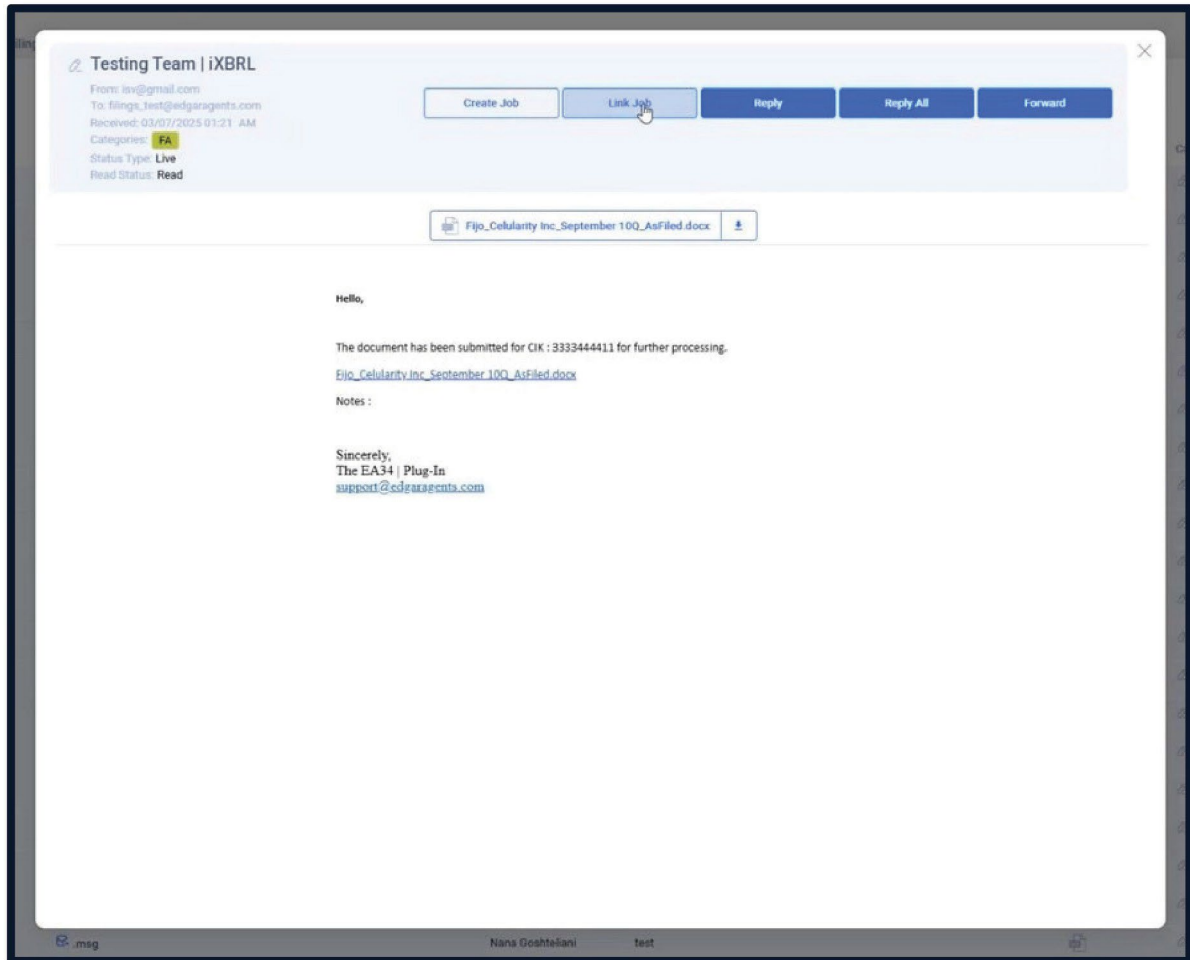 Testing Team | iXBRL
From: isv@gmail.com
To: filings_test@edgaragents.com
Received: 03/07/2025 01:21 AM
Categories: FA
Status Type: Live
Read Status: Read
Create Job
Link Job
Reply
Reply All
Forward
Fijo_Celularity Inc_September 10Q_AsFiled.docx
Hello,
The document has been submitted for CIK : 3333444411 for further processing.
Fijo_Celularity Inc_September 10Q_AsFiled.docx
Notes :
Sincerely,
The EA34 | Plug-In
support@edgaragents.com
.msg Nana Goshteliani test